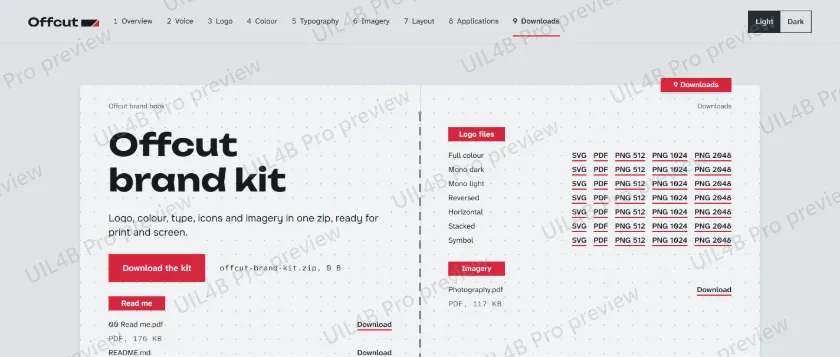 Offcut
1 Overview
2 Voice
3 Logo
4 Colour
5 Typography
6 Imagery
7 Layout
8 Applications
9 Downloads
Light
Dark
Offcut brand book
Offcut
brand kit
Logo, colour, type, icons and imagery in one zip, ready for
print and screen.
Download the kit
offcut-brand-kit.zip, 0 B
Read me
00 Read me.pdf
Download
PDF, 176 KB
README.md
Download
9 Downloads
Downloads
Logo files
Full colour SVG PDF PNG 512 PNG 1024 PNG 2048
Mono dark SVG PDF PNG 512 PNG 1024 PNG 2048
Mono light SVG PDF PNG 512 PNG 1024 PNG 2048
Reversed SVG PDF PNG 512 PNG 1024 PNG 2048
Horizontal SVG PDF PNG 512 PNG 1024 PNG 2048
Stacked SVG PDF PNG 512 PNG 1024 PNG 2048
Symbol SVG PDF PNG 512 PNG 1024 PNG 2048
Imagery
Photography.pdf
Download
PDF, 117 KB
UIL4B Pro preview